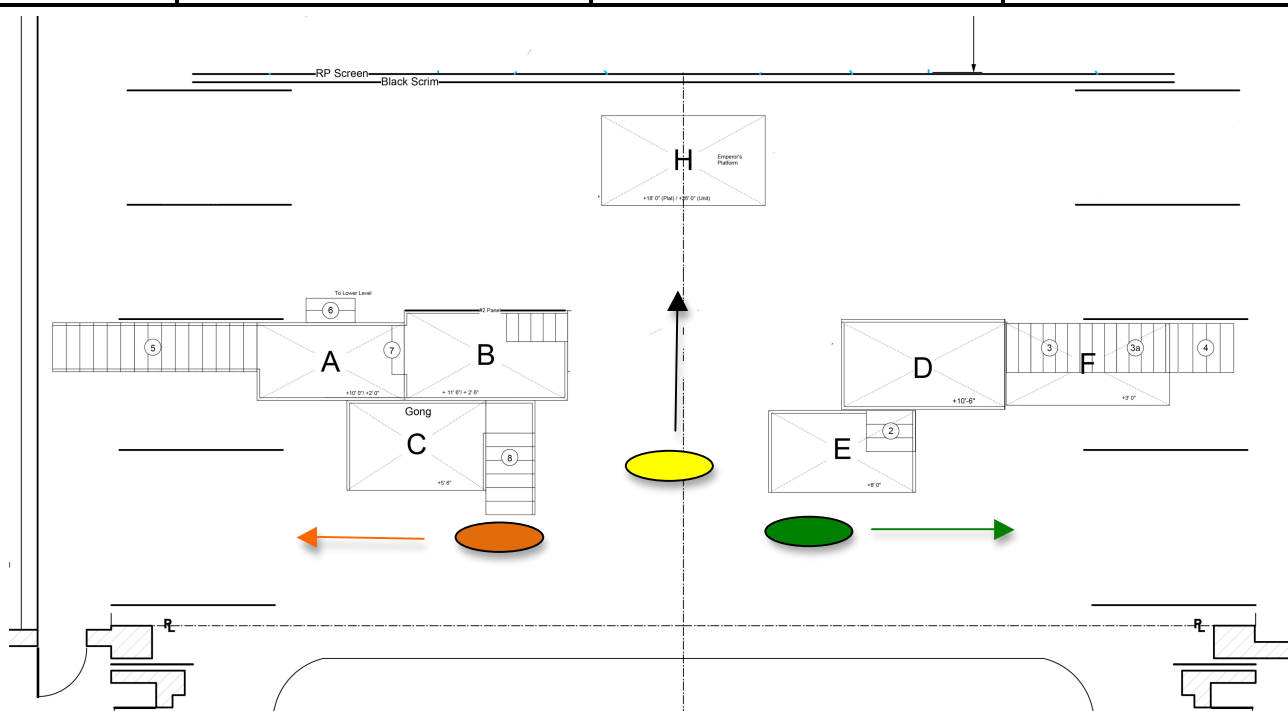 RP Screen
Black Scrim
H
Emperor's
Platform
+18' 0" (Plat) / +26' 0" (Unit)
To Lower Level
6
#2 Panel
5
A
7
B
+10' 0"/ +2' 0"
+ 11' 6"/ + 2' 6"
D
3
3a
F
4
+10'-6"
+3' 0"
Gong
C
8
+5' 6"
2
E
+8' 0"
PL
PL